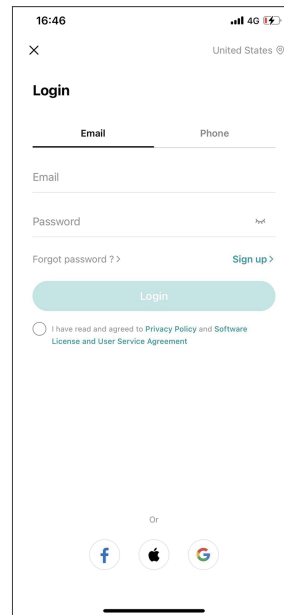 16:46
4G
United States
Login
Email Phone
Email
Password
Forgot password ? >
Sign up >
Login
I have read and agreed to Privacy Policy and Software
License and User Service Agreement
Or